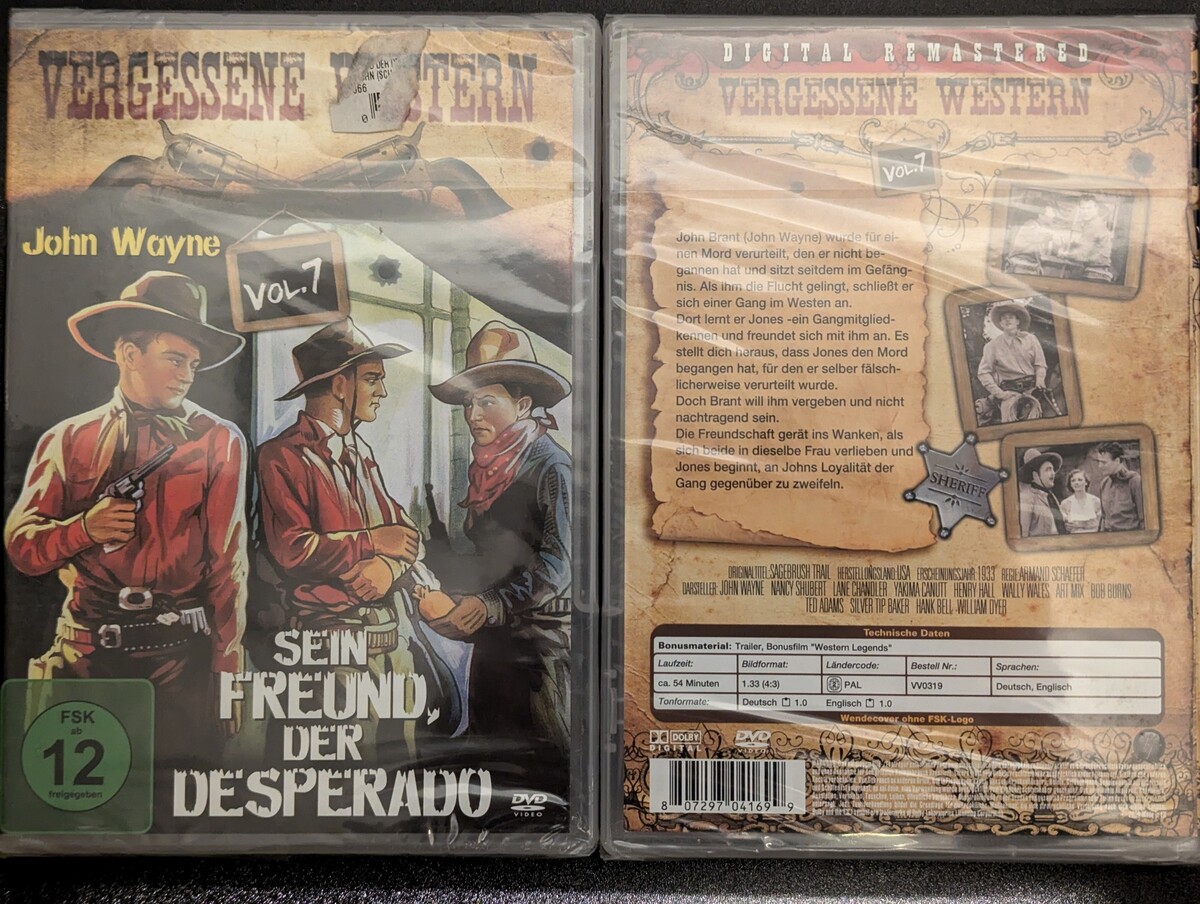 VERGESSENE WESTERN
John Wayne
VOL.7
SEIN
FREUND,
DER
DESPERADO
FSK
ab
12
freigegeben
DVD
VIDEO
DIGITAL REMASTERED
VERGESSENE WESTERN
VOL.7
John Brant (John Wayne) wurde für ei-
nen Mord verurteilt, den er nicht be-
gannen hat und sitzt seitdem im Gefäng-
nis. Als ihm die Flucht gelingt, schließt er
sich einer Gang im Westen an.
Dort lernt er Jones -ein Gangmitglied-
kennen und freundet sich mit ihm an. Es
stellt dich heraus, dass Jones den Mord
begangen hat, für den er selber fälsch-
licherweise verurteilt wurde.
Doch Brant will ihm vergeben und nicht
nachtragend sein.
Die Freundschaft gerät ins Wanken, als
sich beide in dieselbe Frau verlieben und
Jones beginnt, an Johns Loyalität der
Gang gegenüber zu zweifeln.
SHERIFF
ORIGINALTITEL:SAGEBRUSH TRAIL HERSTELLUNGSLAND:USA ERSCHEINUNGSJAHR:1933 REGIE:ARMAND SCHAEFER
DARSTELLER: JOHN WAYNE NANCY SHUBERT LANE CHANDLER YAKIMA CANUTT HENRY HALL WALLY WALES ART MIX BOB BURNS
TED ADAMS SILVER TIP BAKER HANK BELL WILLIAM DYER
Technische Daten
Bonusmaterial: Trailer, Bonusfilm "Western Legends"
Laufzeit: Bildformat: Ländercode: Bestell Nr.: Sprachen:
ca. 54 Minuten 1.33 (4:3) PAL VV0319 Deutsch, Englisch
Tonformate: Deutsch 1.0 Englisch 1.0
Wendecover ohne FSK-Logo
DOLBY
DIGITAL
DVD
VIDEO
8 07297 04169 9